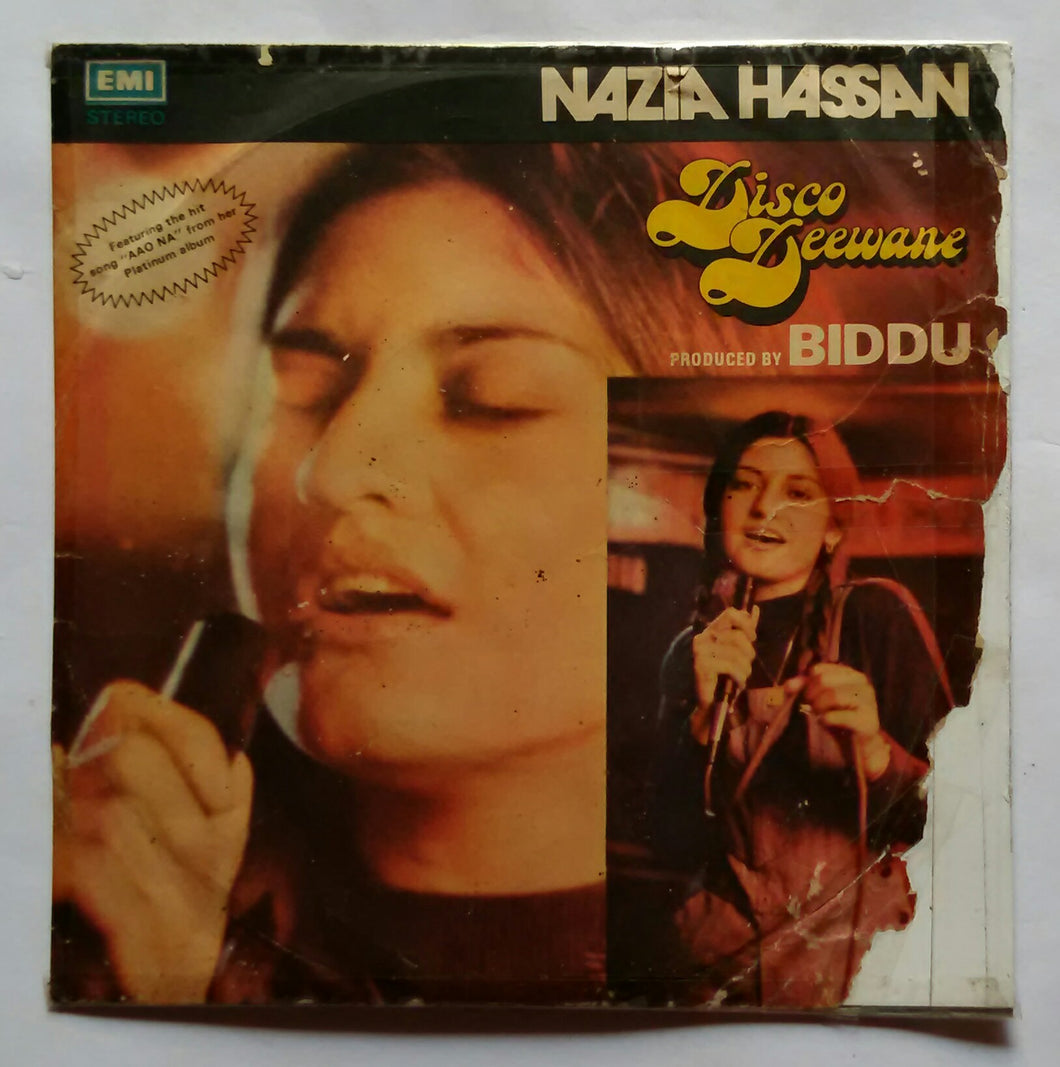 EMI
STEREO
NAZIA HASSAN
Featuring the hit
song "AAO NA" from her
Platinum album
Disco
Deewane
PRODUCED BY BIDDU